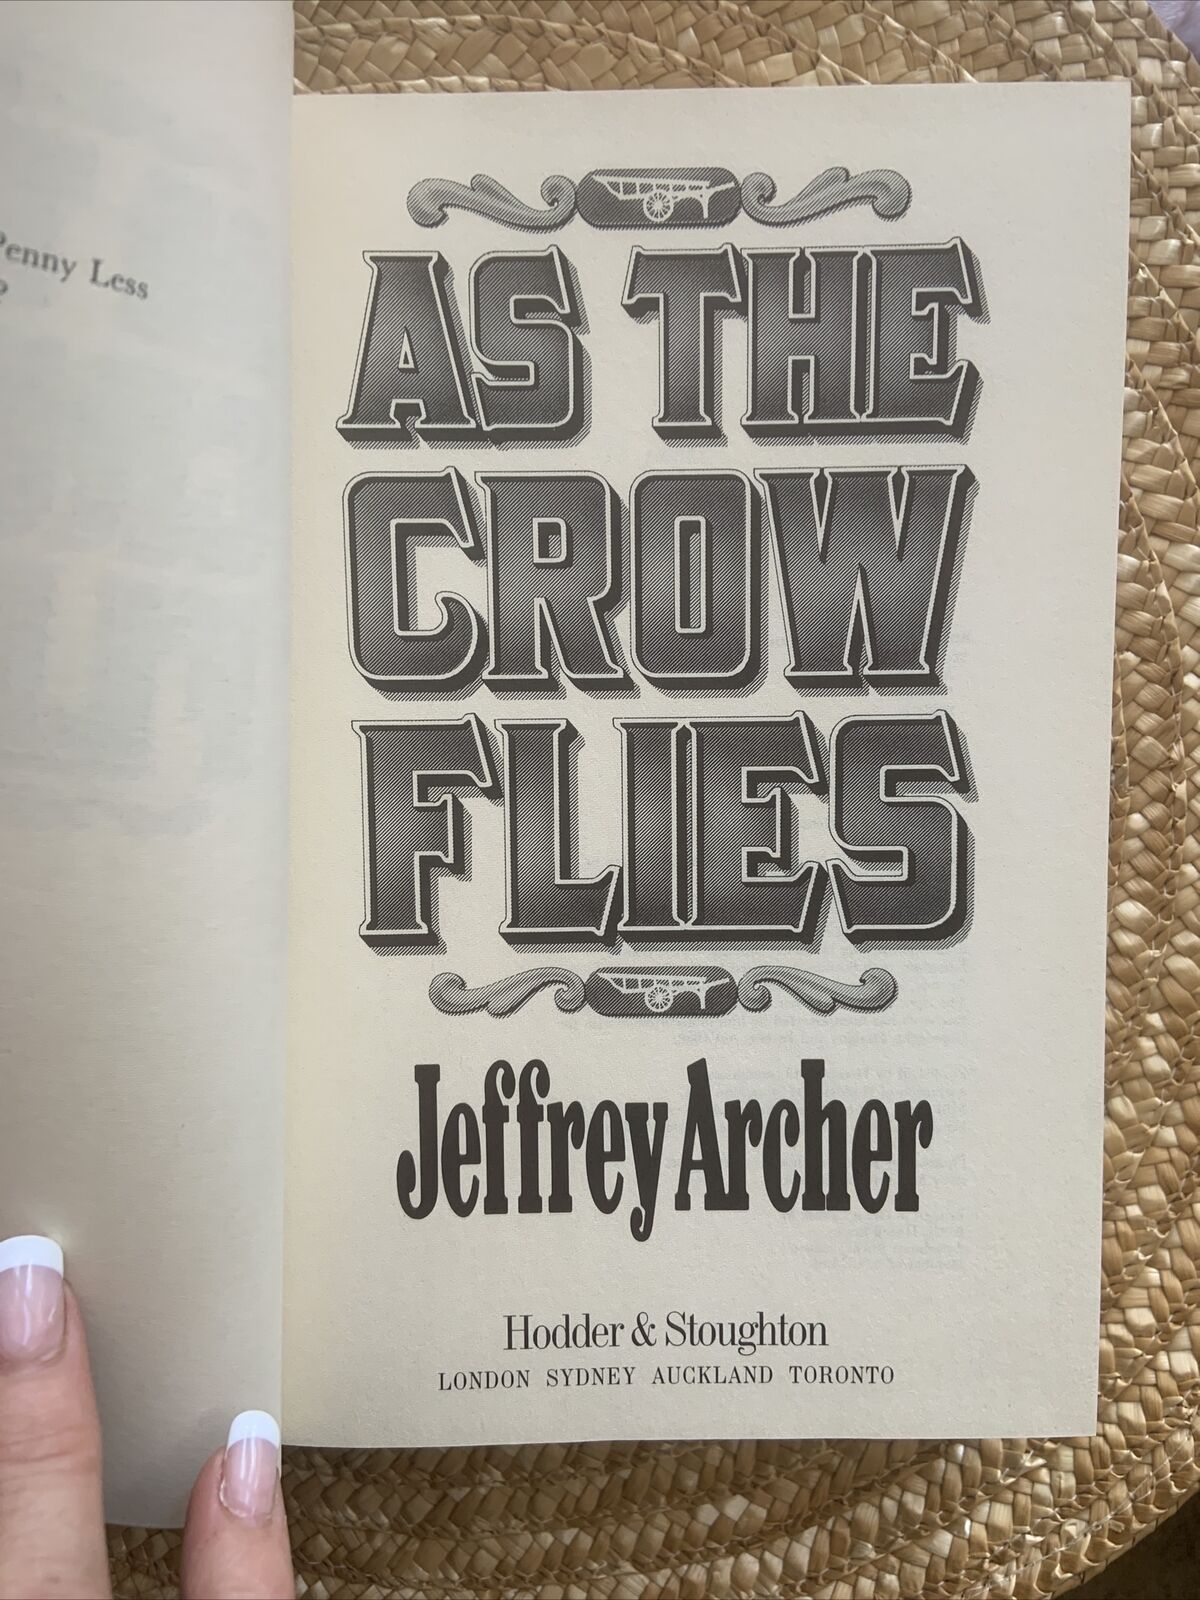 Penny Less
?
AS THE
CROW
FLIES
Jeffrey Archer
Hodder & Stoughton
LONDON SYDNEY AUCKLAND TORONTO